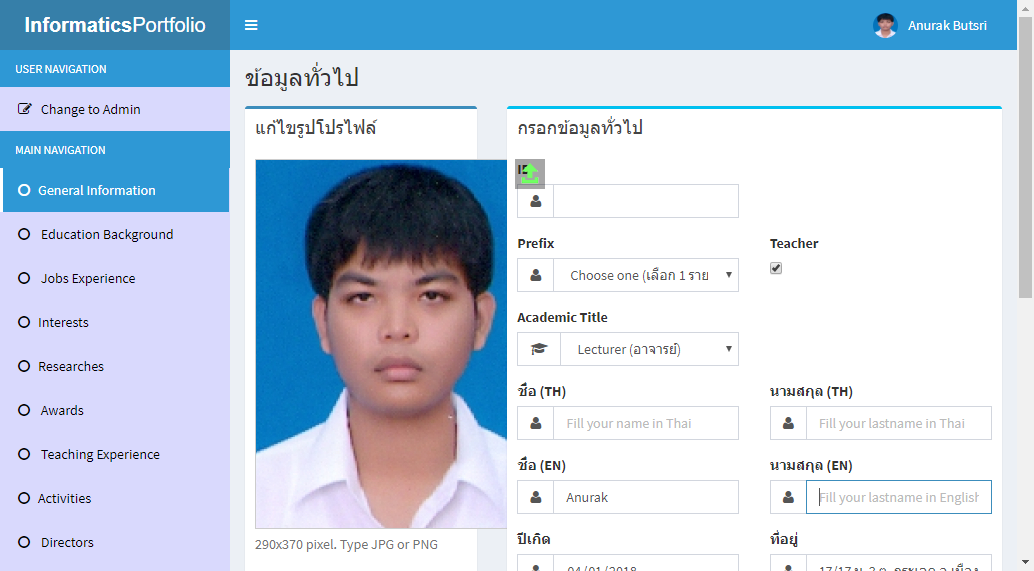 InformaticsPortfolio
Anurak Butsri
USER NAVIGATION
Change to Admin
MAIN NAVIGATION
General Information
Education Background
Jobs Experience
Interests
Researches
Awards
Teaching Experience
Activities
Directors
ข้อมูลทั่วไป
แก้ไขรูปโปรไฟล์
290x370 pixel. Type JPG or PNG
กรอกข้อมูลทั่วไป
Prefix
Teacher
Choose one (เลือก 1 ราย
Academic Title
Lecturer (อาจารย์)
ชื่อ (TH)
นามสกุล (TH)
Fill your name in Thai
Fill your lastname in Thai
ชื่อ (EN)
นามสกุล (EN)
Anurak
Fill your lastname in English
ปีเกิด
ที่อยู่
04/01/2018
17/17 ม.